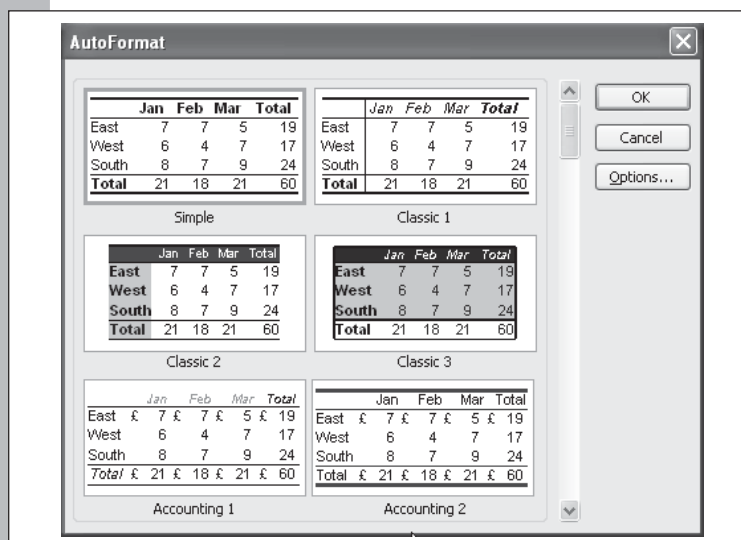 AutoFormat
OK
Cancel
Options...
Jan Feb Mar Total
East 7 7 5 19
West 6 4 7 17
South 8 7 9 24
Total 21 18 21 60
Simple
Jan Feb Mar Total
East 7 7 5 19
West 6 4 7 17
South 8 7 9 24
Total 21 18 21 60
Classic 1
Jan Feb Mar Total
East 7 7 5 19
West 6 4 7 17
South 8 7 9 24
Total 21 18 21 60
Classic 2
Jan Feb Mar Total
East 7 7 5 19
West 6 4 7 17
South 8 7 9 24
Total 21 18 21 60
Classic 3
Jan Feb Mar Total
East £ 7 £ 7 £ 5 £ 19
West 6 4 7 17
South 8 7 9 24
Total £ 21 £ 18 £ 21 £ 60
Accounting 1
Jan Feb Mar Total
East £ 7 £ 7 £ 5 £ 19
West 6 4 7 17
South 8 7 9 24
Total £ 21 £ 18 £ 21 £ 60
Accounting 2